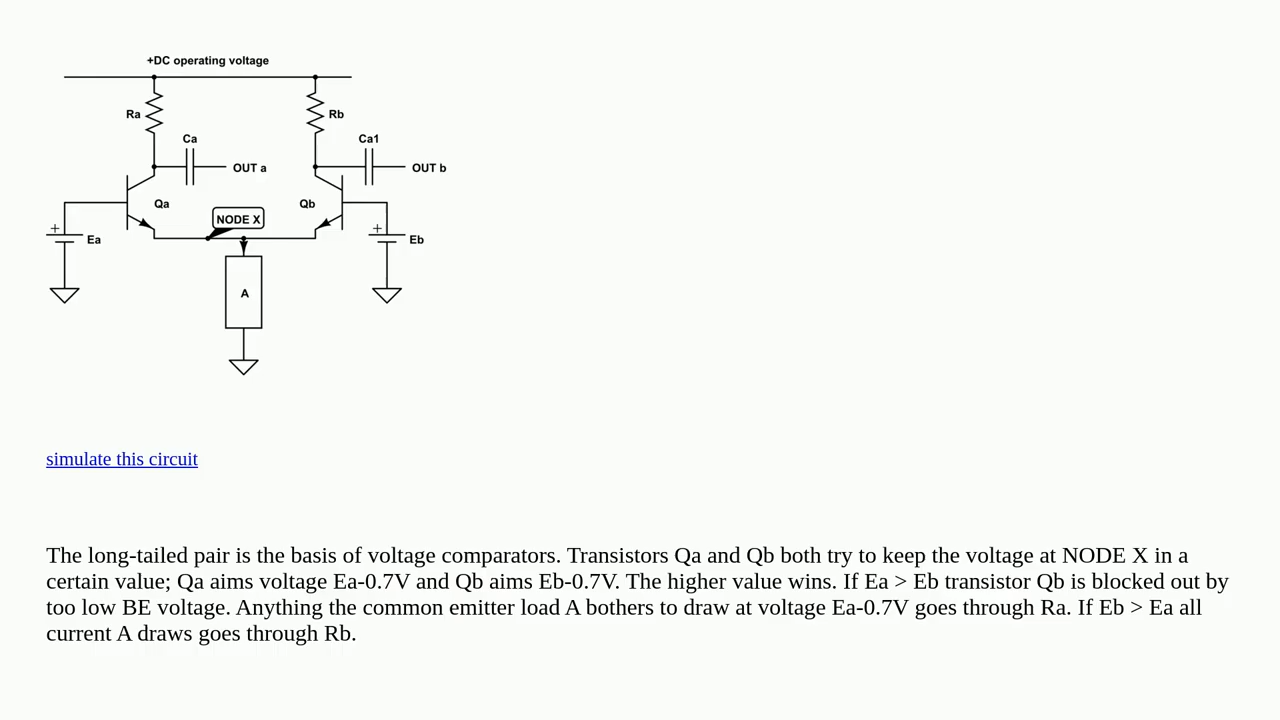 +DC operating voltage
Ra
Rb
Ca
Ca1
OUT a
OUT b
Qa
Qb
NODE X
+
Ea
+
Eb
A
simulate this circuit
The long-tailed pair is the basis of voltage comparators. Transistors Qa and Qb both try to keep the voltage at NODE X in a
certain value; Qa aims voltage Ea-0.7V and Qb aims Eb-0.7V. The higher value wins. If Ea > Eb transistor Qb is blocked out by
too low BE voltage. Anything the common emitter load A bothers to draw at voltage Ea-0.7V goes through Ra. If Eb > Ea all
current A draws goes through Rb.